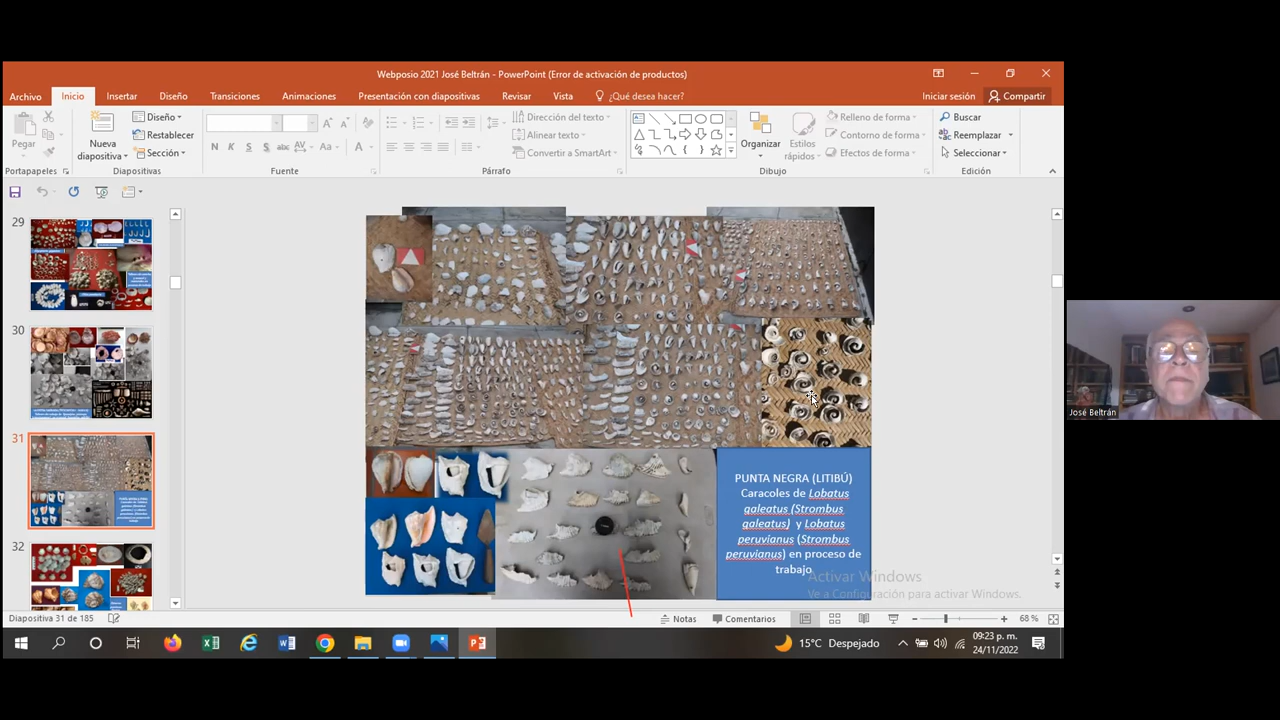 Webposio 2021 José Beltrán - PowerPoint (Error de activación de productos)
Archivo Inicio Insertar Diseño Transiciones Animaciones Presentación con diapositivas Revisar Vista ¿Qué desea hacer? Iniciar sesión Compartir
Pegar
Nueva diapositiva
Diseño
Restablecer
Sección
N K S S abc AV Aa A
Dirección del texto
Alinear texto
Convertir a SmartArt
Organizar
Estilos rápidos
Relleno de forma
Contorno de forma
Efectos de forma
Buscar
Reemplazar
Seleccionar
Portapapeles Diapositivas Fuente Párrafo Dibujo Edición
29
30
31
32
PUNTA NEGRA (LITIBÚ)
Caracoles de Lobatus
galeatus (Strombus
galeatus) y Lobatus
peruvianus (Strombus
peruvianus) en proceso de
trabajo
Activar Windows
Ve a Configuración para activar Windows.
José Beltrán
Diapositiva 31 de 185 Notas Comentarios 68 %
15°C Despejado
09:23 p. m.
24/11/2022